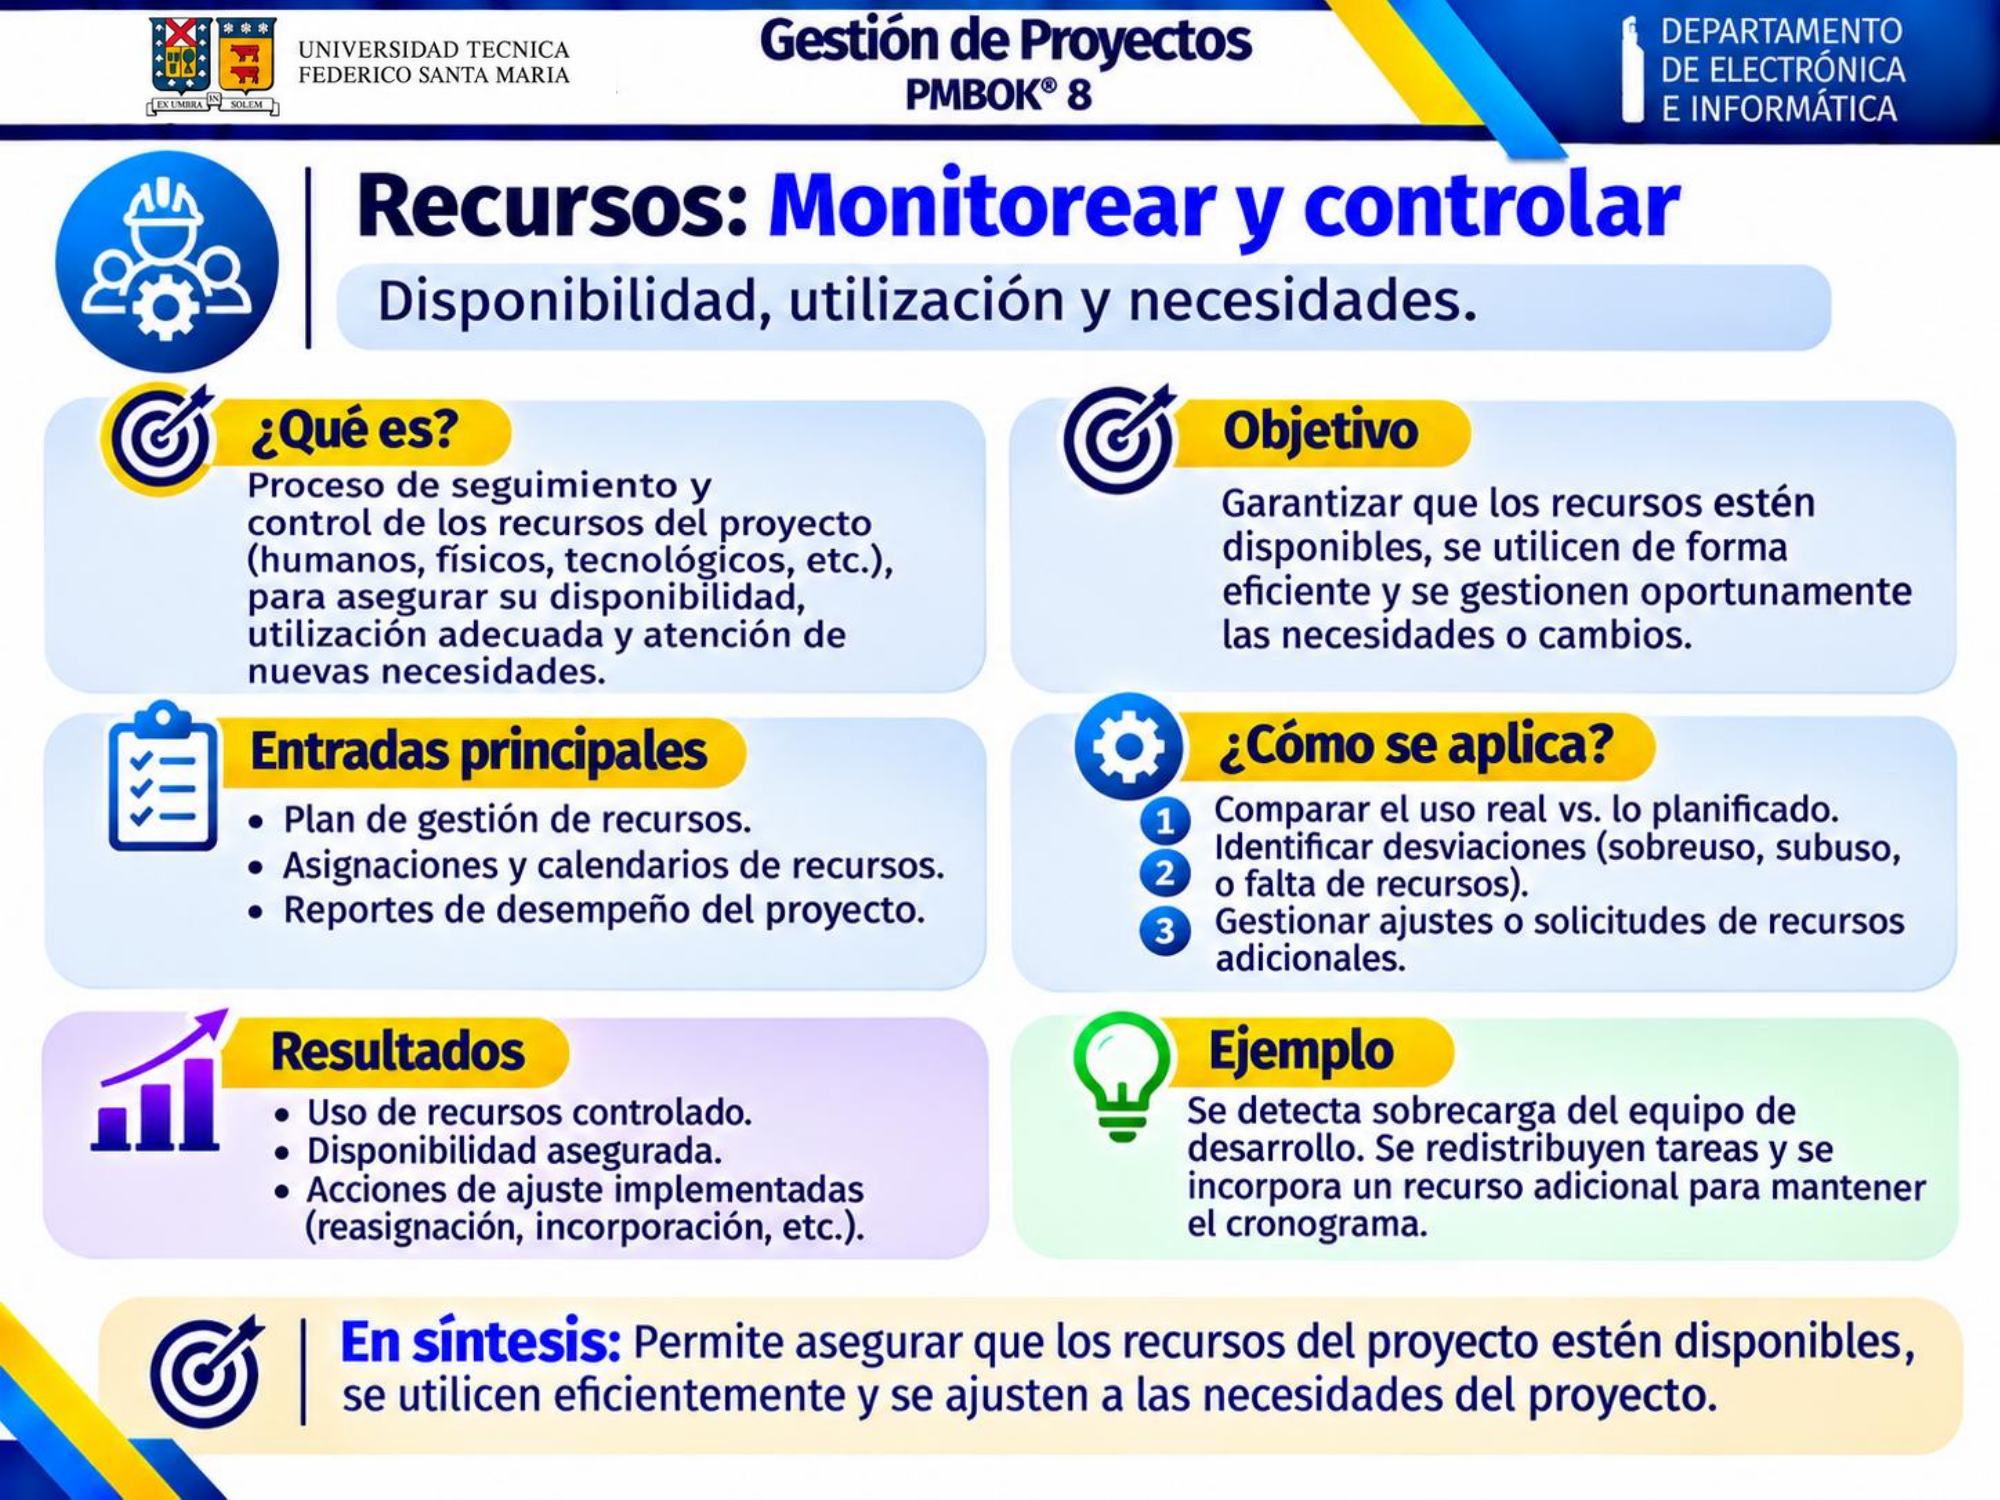 UNIVERSIDAD TECNICA
FEDERICO SANTA MARIA
EX UMBRA IN SOLEM
Gestión de Proyectos
PMBOK® 8
DEPARTAMENTO
DE ELECTRÓNICA
E INFORMÁTICA
Recursos: Monitorear y controlar
Disponibilidad, utilización y necesidades.
¿Qué es?
Proceso de seguimiento y
control de los recursos del proyecto
(humanos, físicos, tecnológicos, etc.),
para asegurar su disponibilidad,
utilización adecuada y atención de
nuevas necesidades.
Objetivo
Garantizar que los recursos estén
disponibles, se utilicen de forma
eficiente y se gestionen oportunamente
las necesidades o cambios.
Entradas principales
• Plan de gestión de recursos.
• Asignaciones y calendarios de recursos.
• Reportes de desempeño del proyecto.
¿Cómo se aplica?
1 Comparar el uso real vs. lo planificado.
2 Identificar desviaciones (sobreuso, subuso,
o falta de recursos).
3 Gestionar ajustes o solicitudes de recursos
adicionales.
Resultados
• Uso de recursos controlado.
• Disponibilidad asegurada.
• Acciones de ajuste implementadas
(reasignación, incorporación, etc.).
Ejemplo
Se detecta sobrecarga del equipo de
desarrollo. Se redistribuyen tareas y se
incorpora un recurso adicional para mantener
el cronograma.
En síntesis: Permite asegurar que los recursos del proyecto estén disponibles,
se utilicen eficientemente y se ajusten a las necesidades del proyecto.